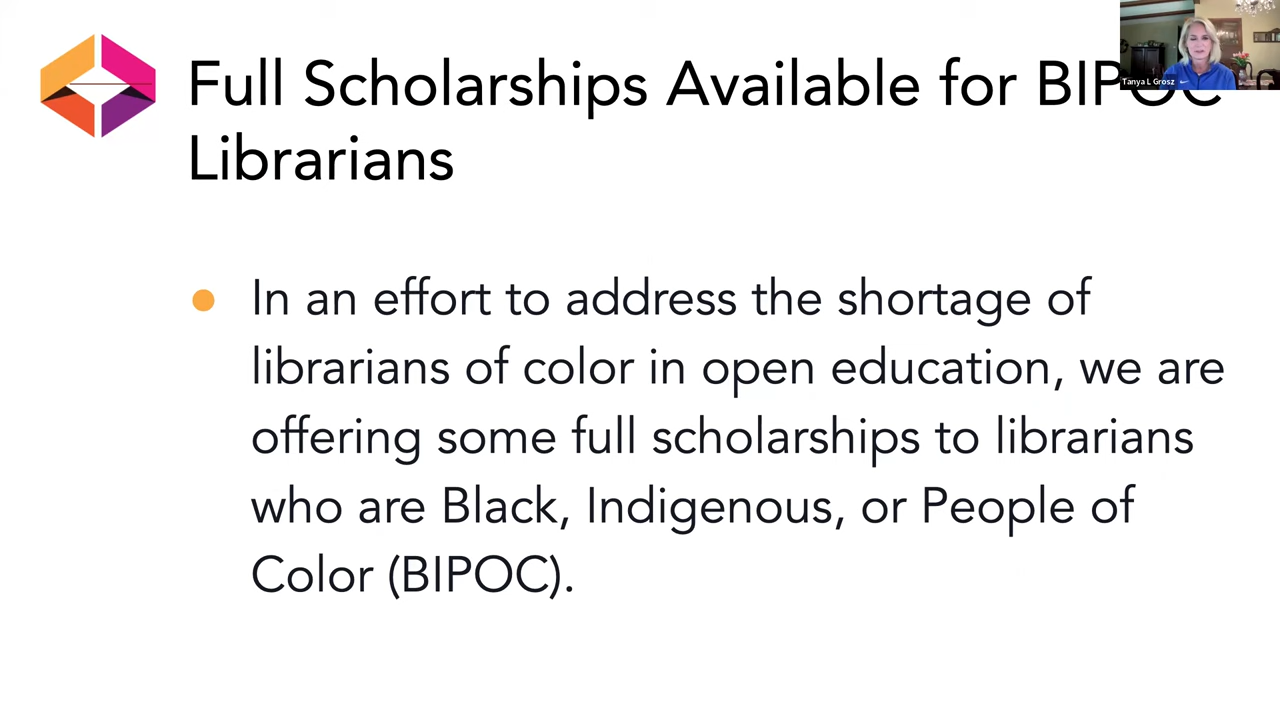 Full Scholarships Available for BIPOC
Librarians
Tanya L Grosz
In an effort to address the shortage of
librarians of color in open education, we are
offering some full scholarships to librarians
who are Black, Indigenous, or People of
Color (BIPOC).